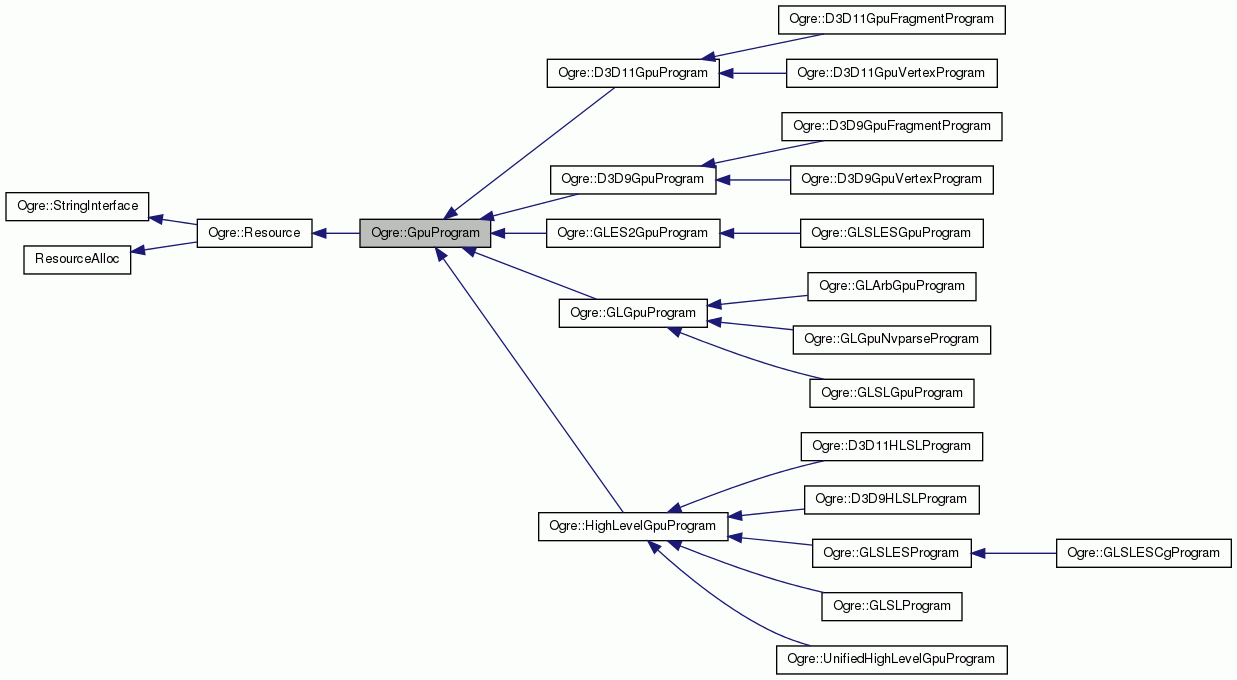 Ogre::D3D11GpuFragmentProgram
Ogre::D3D11GpuProgram
Ogre::D3D11GpuVertexProgram
Ogre::D3D9GpuFragmentProgram
Ogre::D3D9GpuProgram
Ogre::D3D9GpuVertexProgram
Ogre::StringInterface
Ogre::Resource
Ogre::GpuProgram
Ogre::GLES2GpuProgram
Ogre::GLSLESGpuProgram
ResourceAlloc
Ogre::GLArbGpuProgram
Ogre::GLGpuProgram
Ogre::GLGpuNvparseProgram
Ogre::GLSLGpuProgram
Ogre::D3D11HLSLProgram
Ogre::D3D9HLSLProgram
Ogre::HighLevelGpuProgram
Ogre::GLSLESProgram
Ogre::GLSLESCgProgram
Ogre::GLSLProgram
Ogre::UnifiedHighLevelGpuProgram